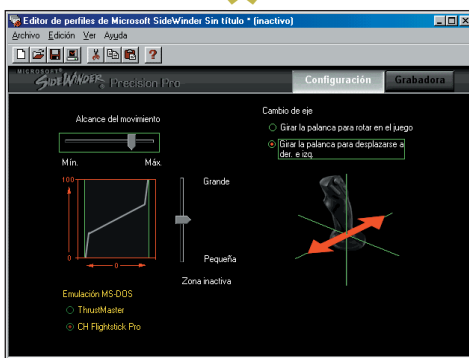 Editor de perfiles de Microsoft SideWinder Sin título * (inactivo)
Archivo Edición Ver Ayuda
MICROSOFT®
SIDEWINDER® Precision Pro
Configuración
Grabadora
Alcance del movimiento
Mín. Máx.
100
0
0
Grande
Pequeña
Zona inactiva
Emulación MS-DOS
ThrustMaster
CH Flightstick Pro
Cambio de eje
Girar la palanca para rotar en el juego
Girar la palanca para desplazarse a
der. e izq.